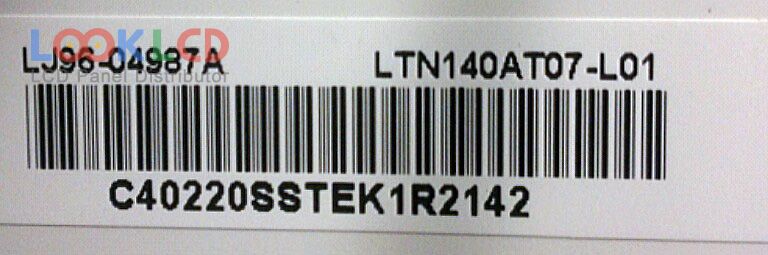 LOOKLCD
LJ96-04987A LTN140AT07-L01
LCD Panel Distributor
C40220SSTEK1R2142